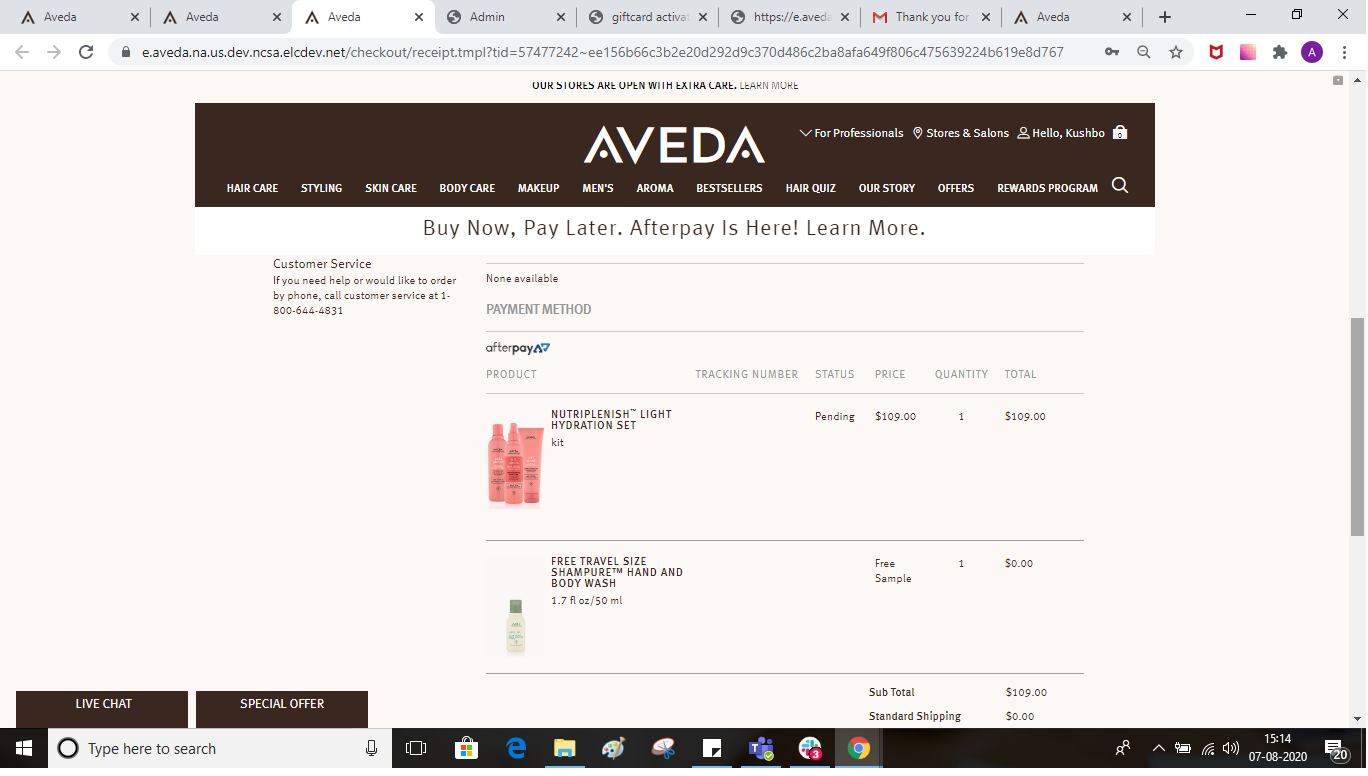 Aveda
Aveda
Aveda
Admin
giftcard activat
https://e.aveda
Thank you for
Aveda
e.aveda.na.us.dev.ncsa.elcdev.net/checkout/receipt.tmpl?tid=57477242~ee156b66c3b2e20d292d9c370d486c2ba8afa649f806c475639224b619e8d767
A
OUR STORES ARE OPEN WITH EXTRA CARE. LEARN MORE
AVEDA
For Professionals Stores & Salons Hello, Kushbo 0
HAIR CARE STYLING SKIN CARE BODY CARE MAKEUP MEN'S AROMA BESTSELLERS HAIR QUIZ OUR STORY OFFERS REWARDS PROGRAM
Buy Now, Pay Later. Afterpay Is Here! Learn More.
Customer Service
If you need help or would like to order
by phone, call customer service at 1-
800-644-4831
None available
PAYMENT METHOD
afterpay
PRODUCT TRACKING NUMBER STATUS PRICE QUANTITY TOTAL
NUTRIPLENISH™ LIGHT
HYDRATION SET
kit
Pending $109.00 1 $109.00
FREE TRAVEL SIZE
SHAMPURE™ HAND AND
BODY WASH
1.7 fl oz/50 ml
Free
Sample
1 $0.00
Sub Total $109.00
Standard Shipping $0.00
LIVE CHAT
SPECIAL OFFER
Type here to search
3
15:14
07-08-2020
20